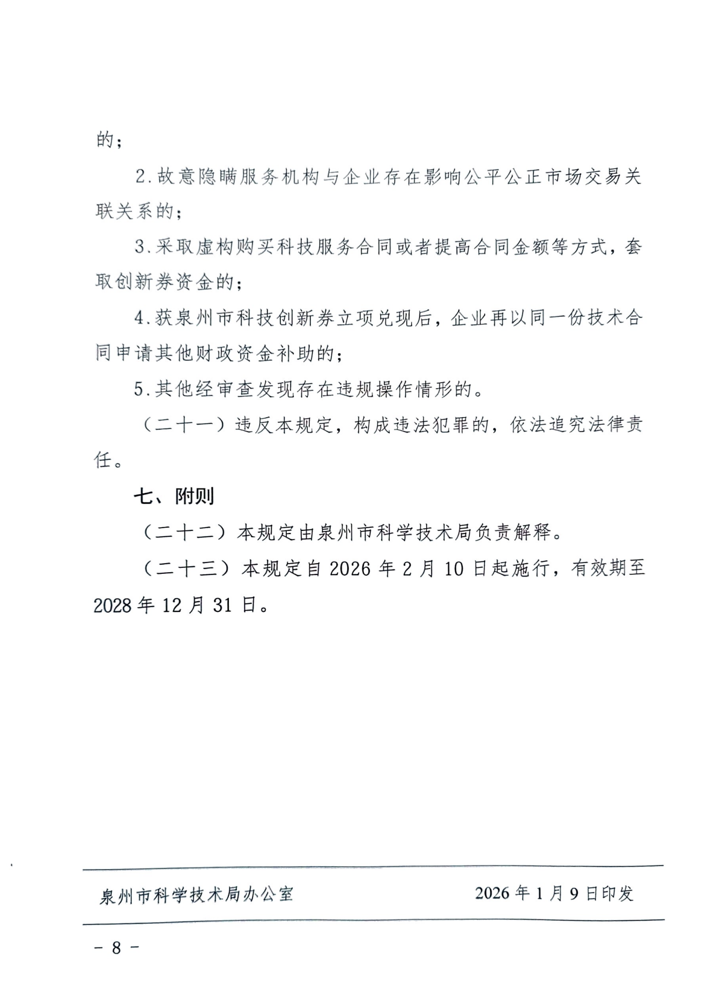 的；
2.故意隐瞒服务机构与企业存在影响公平公正市场交易关
联关系的；
3.采取虚构购买科技服务合同或者提高合同金额等方式，套
取创新券资金的；
4.获泉州市科技创新券立项兑现后，企业再以同一份技术合
同申请其他财政资金补助的；
5.其他经审查发现存在违规操作情形的。
（二十一）违反本规定，构成违法犯罪的，依法追究法律责
任。
七、附则
（二十二）本规定由泉州市科学技术局负责解释。
（二十三）本规定自 2026 年 2 月 10 日起施行，有效期至
2028 年 12 月 31 日。
泉州市科学技术局办公室 2026 年 1 月 9 日印发
- 8 -